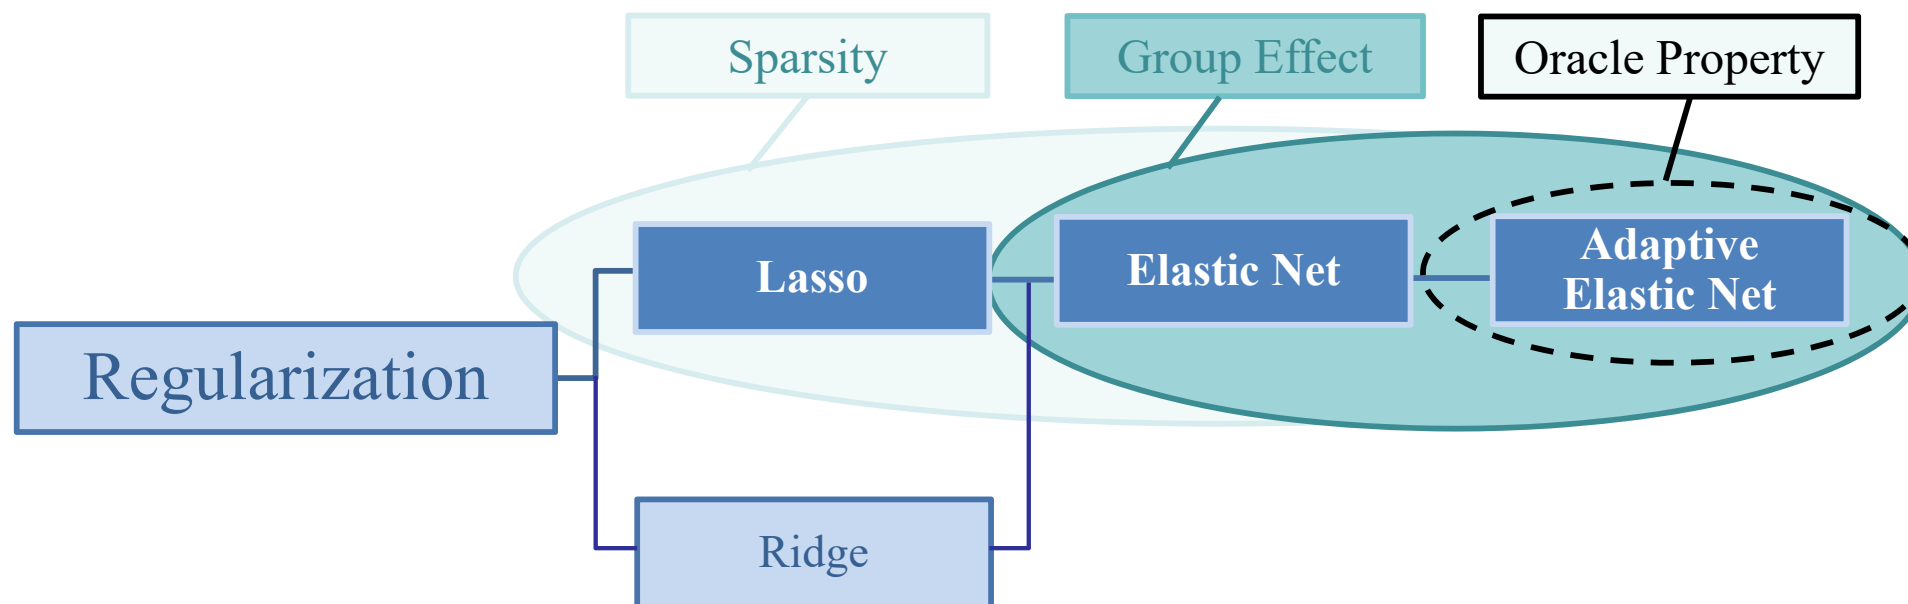 Sparsity
Group Effect
Oracle Property
Lasso
Elastic Net
Adaptive
Elastic Net
Regularization
Ridge